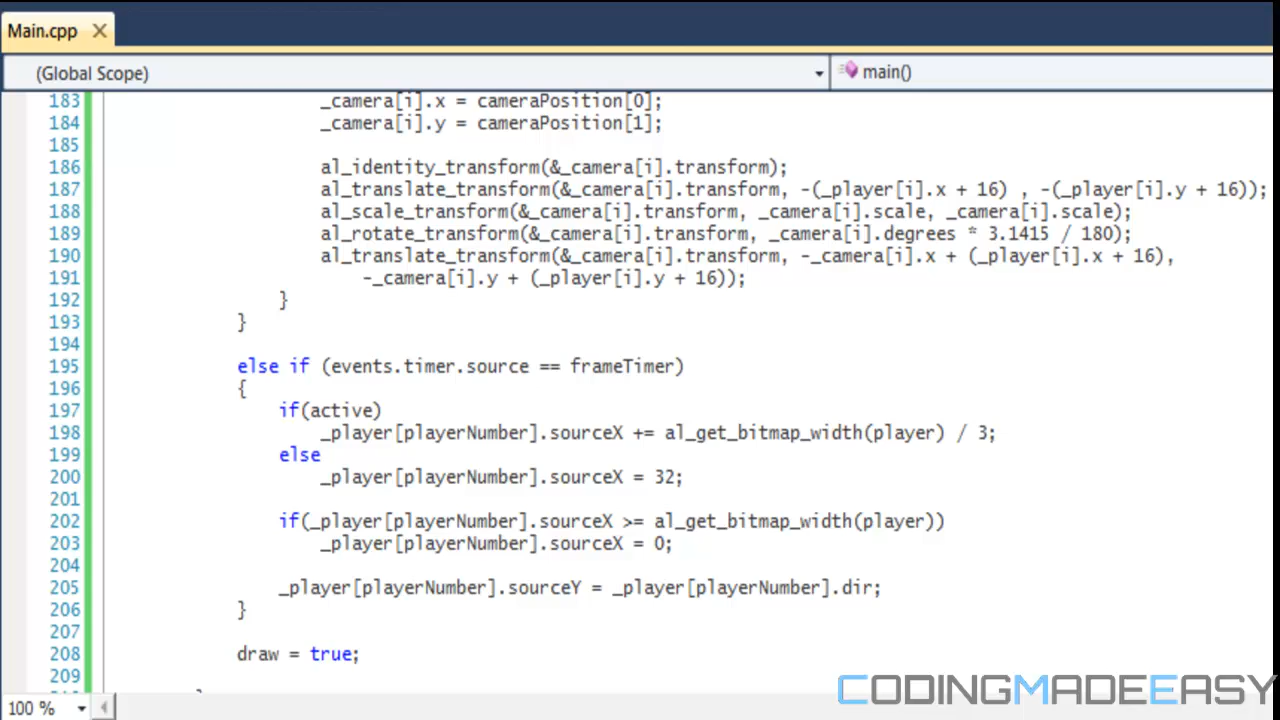 Main.cpp
(Global Scope) main()
183 _camera[i].x = cameraPosition[0];
184 _camera[i].y = cameraPosition[1];
185
186 al_identity_transform(&_camera[i].transform);
187 al_translate_transform(&_camera[i].transform, -(_player[i].x + 16) , -(_player[i].y + 16));
188 al_scale_transform(&_camera[i].transform, _camera[i].scale, _camera[i].scale);
189 al_rotate_transform(&_camera[i].transform, _camera[i].degrees * 3.1415 / 180);
190 al_translate_transform(&_camera[i].transform, -_camera[i].x + (_player[i].x + 16),
191 -_camera[i].y + (_player[i].y + 16));
192 }
193 }
194
195 else if (events.timer.source == frameTimer)
196 {
197 if(active)
198 _player[playerNumber].sourceX += al_get_bitmap_width(player) / 3;
199 else
200 _player[playerNumber].sourceX = 32;
201
202 if(_player[playerNumber].sourceX >= al_get_bitmap_width(player))
203 _player[playerNumber].sourceX = 0;
204
205 _player[playerNumber].sourceY = _player[playerNumber].dir;
206 }
207
208 draw = true;
209
100 %
CODINGMADEEASY